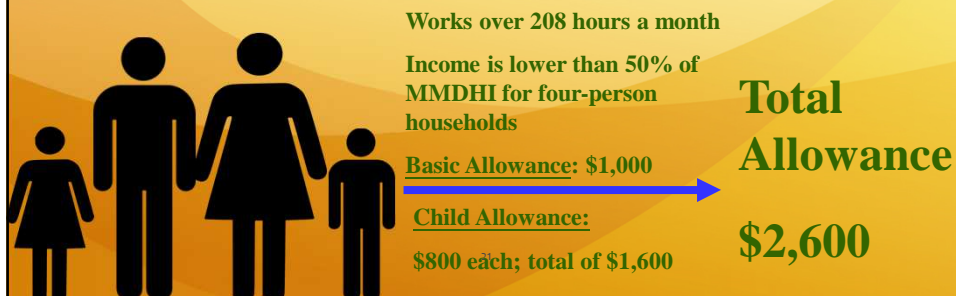 Works over 208 hours a month
Income is lower than 50% of
MMDHI for four-person
households
Basic Allowance: $1,000
Child Allowance:
$800 each; total of $1,600
Total
Allowance
$2,600